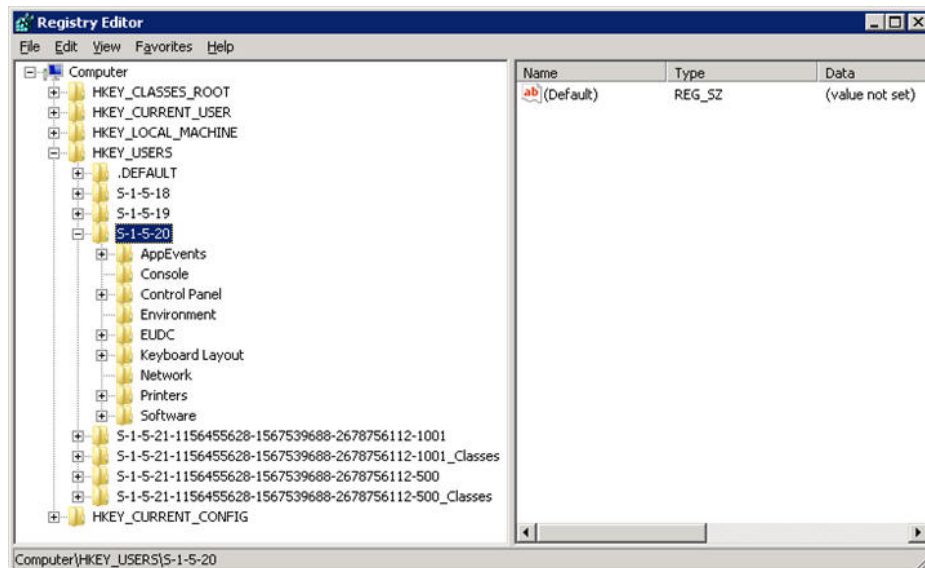 Registry Editor
File Edit View Favorites Help
Computer
HKEY_CLASSES_ROOT
HKEY_CURRENT_USER
HKEY_LOCAL_MACHINE
HKEY_USERS
.DEFAULT
S-1-5-18
S-1-5-19
S-1-5-20
AppEvents
Console
Control Panel
Environment
EUDC
Keyboard Layout
Network
Printers
Software
S-1-5-21-1156455628-1567539688-2678756112-1001
S-1-5-21-1156455628-1567539688-2678756112-1001_Classes
S-1-5-21-1156455628-1567539688-2678756112-500
S-1-5-21-1156455628-1567539688-2678756112-500_Classes
HKEY_CURRENT_CONFIG
Name Type Data
ab (Default) REG_SZ (value not set)
Computer\HKEY_USERS\S-1-5-20